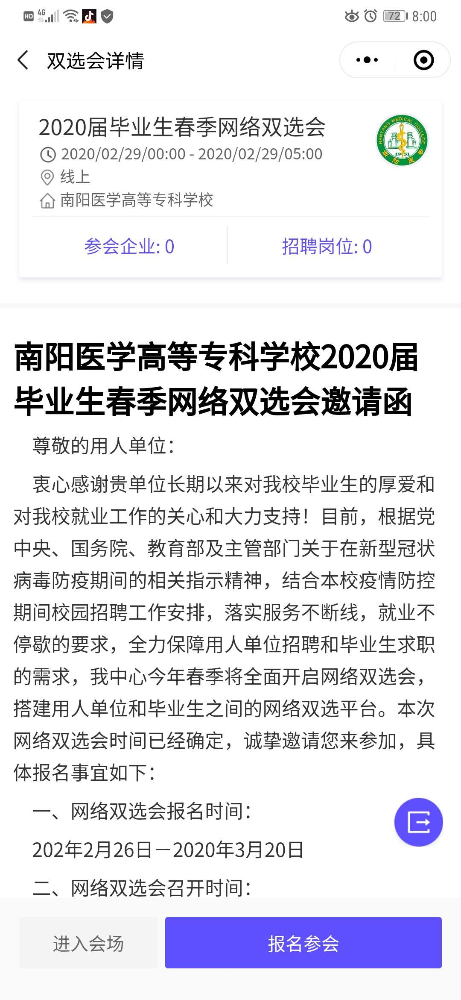 HD 4G 72 8:00
双选会详情
2020届毕业生春季网络双选会
NANYANG MEDICAL COLLEGE
1951
南阳医专
2020/02/29/00:00 - 2020/02/29/05:00
线上
南阳医学高等专科学校
参会企业: 0
招聘岗位: 0
南阳医学高等专科学校2020届
毕业生春季网络双选会邀请函
尊敬的用人单位：
衷心感谢贵单位长期以来对我校毕业生的厚爱和
对我校就业工作的关心和大力支持！目前，根据党
中央、国务院、教育部及主管部门关于在新型冠状
病毒防疫期间的相关指示精神，结合本校疫情防控
期间校园招聘工作安排，落实服务不断线，就业不
停歇的要求，全力保障用人单位招聘和毕业生求职
的需求，我中心今年春季将全面开启网络双选会，
搭建用人单位和毕业生之间的网络双选平台。本次
网络双选会时间已经确定，诚挚邀请您来参加，具
体报名事宜如下：
一、网络双选会报名时间：
202年2月26日－2020年3月20日
二、网络双选会召开时间：
进入会场
报名参会